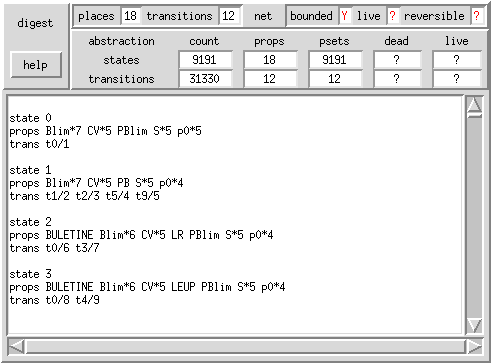 digest
places 18 transitions 12 net bounded Y live ? reversible ?
help
abstraction count props psets dead live
states 9191 18 9191 ? ?
transitions 31330 12 12 ? ?
state 0
props Blim*7 CV*5 PBlim S*5 p0*5
trans t0/1
state 1
props Blim*7 CV*5 PB S*5 p0*4
trans t1/2 t2/3 t5/4 t9/5
state 2
props BULETINE Blim*6 CV*5 LR PBlim S*5 p0*4
trans t0/6 t3/7
state 3
props BULETINE Blim*6 CV*5 LEUP PBlim S*5 p0*4
trans t0/8 t4/9